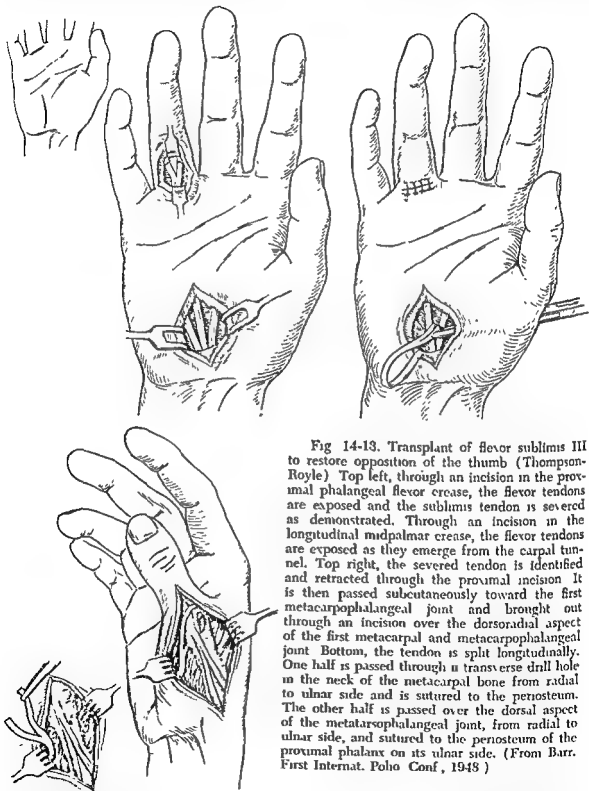 Fig 14-13. Transplant of flexor sublimis III
to restore opposition of the thumb (Thompson-
Royle) Top left, through an incision in the prox-
imal phalangeal flexor crease, the flexor tendons
are exposed and the sublimis tendon is severed
as demonstrated. Through an incision in the
longitudinal midpalmar crease, the flexor tendons
are exposed as they emerge from the carpal tun-
nel. Top right, the severed tendon is identified
and retracted through the proximal incision It
is then passed subcutaneously toward the first
metacarpophalangeal joint and brought out
through an incision over the dorsoradial aspect
of the first metacarpal and metacarpophalangeal
joint Bottom, the tendon is split longitudinally.
One half is passed through a transverse drill hole
in the neck of the metacarpal bone from radial
to ulnar side and is sutured to the periosteum.
The other half is passed over the dorsal aspect
of the metatarsophalangeal joint, from radial to
ulnar side, and sutured to the periosteum of the
proximal phalanx on its ulnar side. (From Barr.
First Internat. Polio Conf, 1948)